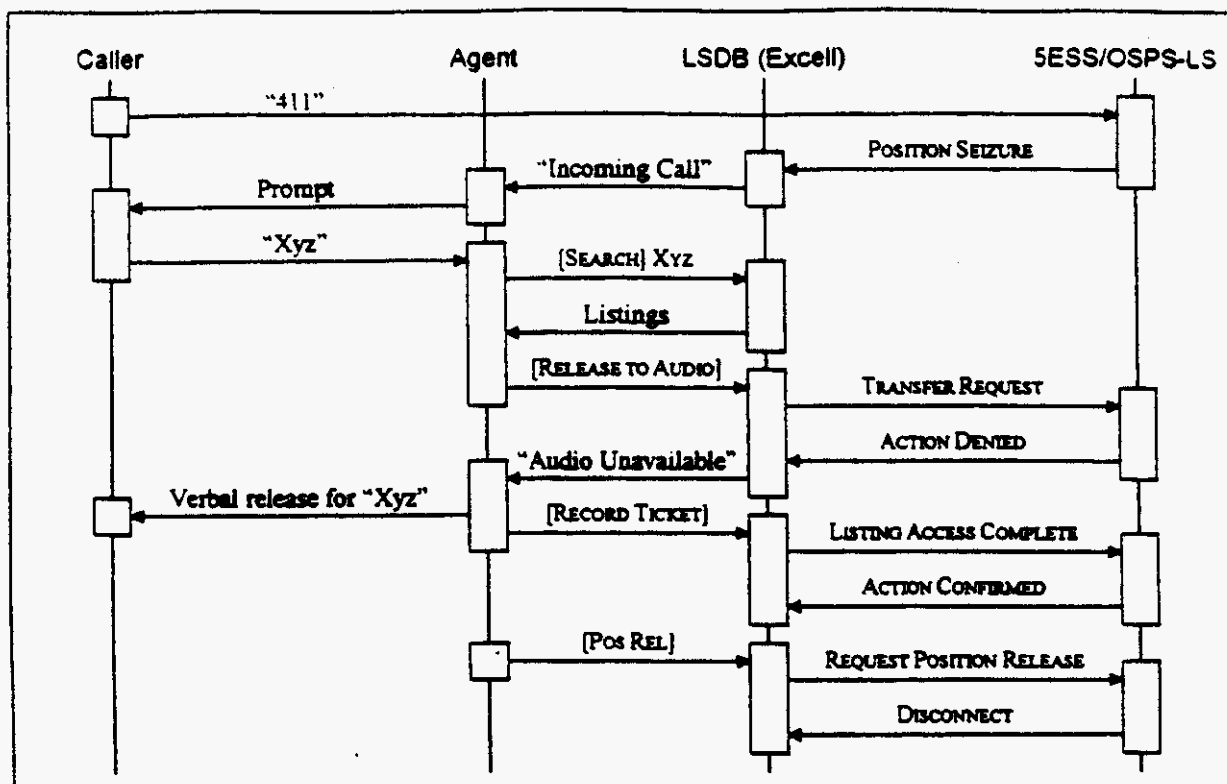 Caller Agent LSDB (Excell) 5ESS/OSPS-LS
"411"
POSITION SEIZURE
"Incoming Call"
Prompt
"Xyz"
[SEARCH] XYZ
Listings
[RELEASE TO AUDIO]
TRANSFER REQUEST
ACTION DENIED
"Audio Unavailable"
Verbal release for "Xyz"
[RECORD TICKET]
LISTING ACCESS COMPLETE
ACTION CONFIRMED
[POS REL]
REQUEST POSITION RELEASE
DISCONNECT